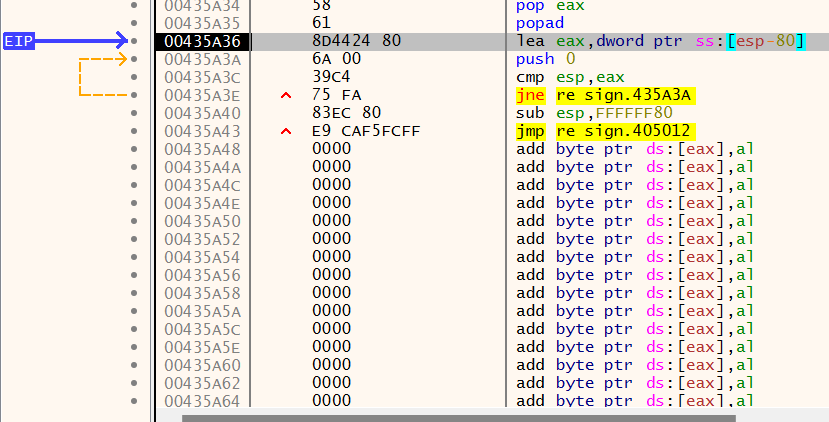 00435A34 58 pop eax
00435A35 61 popad
EIP 00435A36 8D4424 80 lea eax,dword ptr ss:[esp-80]
00435A3A 6A 00 push 0
00435A3C 39C4 cmp esp,eax
00435A3E ^ 75 FA jne re sign.435A3A
00435A40 83EC 80 sub esp,FFFFFF80
00435A43 ^ E9 CAF5FCFF jmp re sign.405012
00435A48 0000 add byte ptr ds:[eax],al
00435A4A 0000 add byte ptr ds:[eax],al
00435A4C 0000 add byte ptr ds:[eax],al
00435A4E 0000 add byte ptr ds:[eax],al
00435A50 0000 add byte ptr ds:[eax],al
00435A52 0000 add byte ptr ds:[eax],al
00435A54 0000 add byte ptr ds:[eax],al
00435A56 0000 add byte ptr ds:[eax],al
00435A58 0000 add byte ptr ds:[eax],al
00435A5A 0000 add byte ptr ds:[eax],al
00435A5C 0000 add byte ptr ds:[eax],al
00435A5E 0000 add byte ptr ds:[eax],al
00435A60 0000 add byte ptr ds:[eax],al
00435A62 0000 add byte ptr ds:[eax],al
00435A64 0000 add byte ptr ds:[eax],al